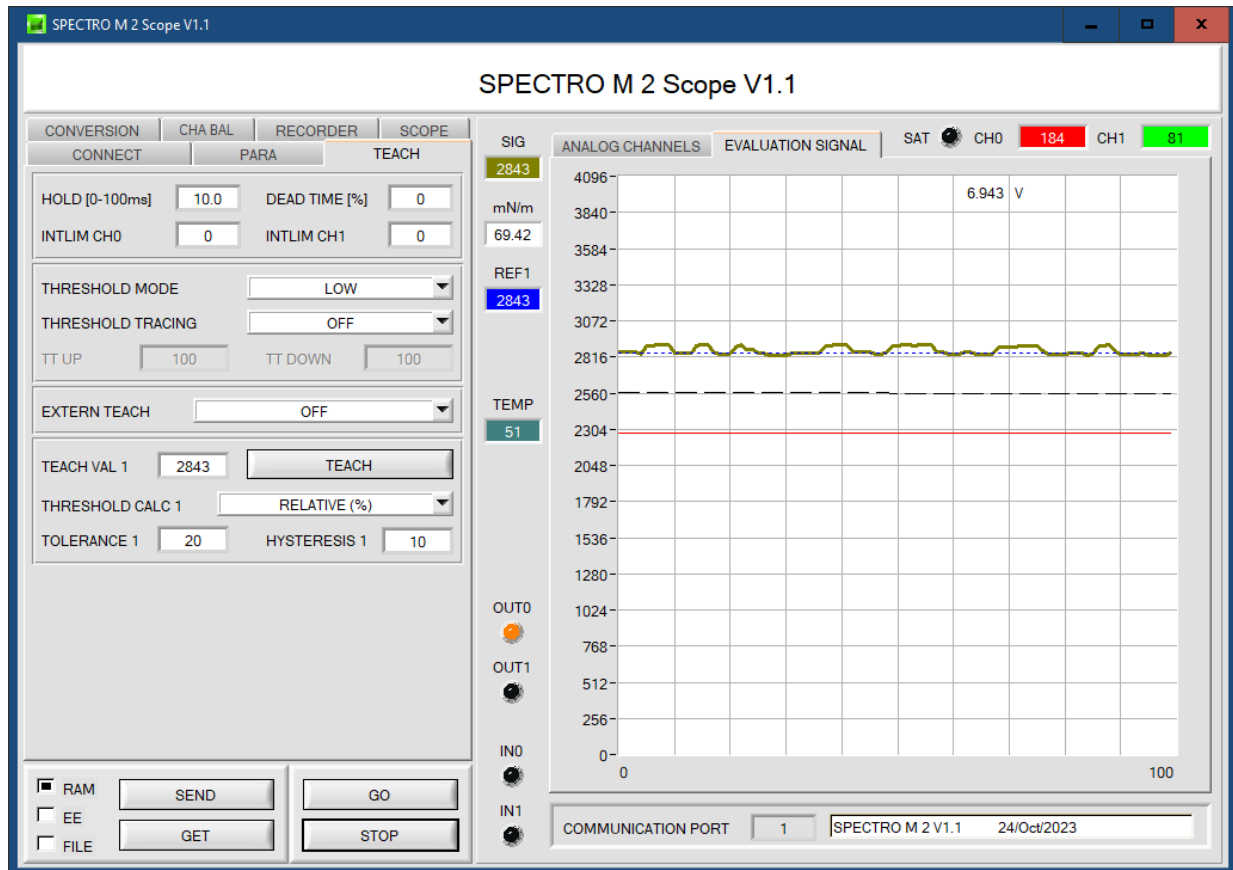 SPECTRO M 2 Scope V1.1
SPECTRO M 2 Scope V1.1
CONVERSION CHA BAL RECORDER SCOPE
CONNECT PARA TEACH
HOLD [0-100ms] 10.0 DEAD TIME [%] 0
INTLIM CH0 0 INTLIM CH1 0
THRESHOLD MODE LOW
THRESHOLD TRACING OFF
TT UP 100 TT DOWN 100
EXTERN TEACH OFF
TEACH VAL 1 2843 TEACH
THRESHOLD CALC 1 RELATIVE (%)
TOLERANCE 1 20 HYSTERESIS 1 10
RAM
EE
FILE
SEND
GET
GO
STOP
SIG
2843
mN/m
69.42
REF1
2843
TEMP
51
OUT0
OUT1
IN0
IN1
ANALOG CHANNELS EVALUATION SIGNAL SAT CH0 184 CH1 81
6.943 V
4096
3840
3584
3328
3072
2816
2560
2304
2048
1792
1536
1280
1024
768
512
256
0
0 100
COMMUNICATION PORT 1 SPECTRO M 2 V1.1 24/Oct/2023